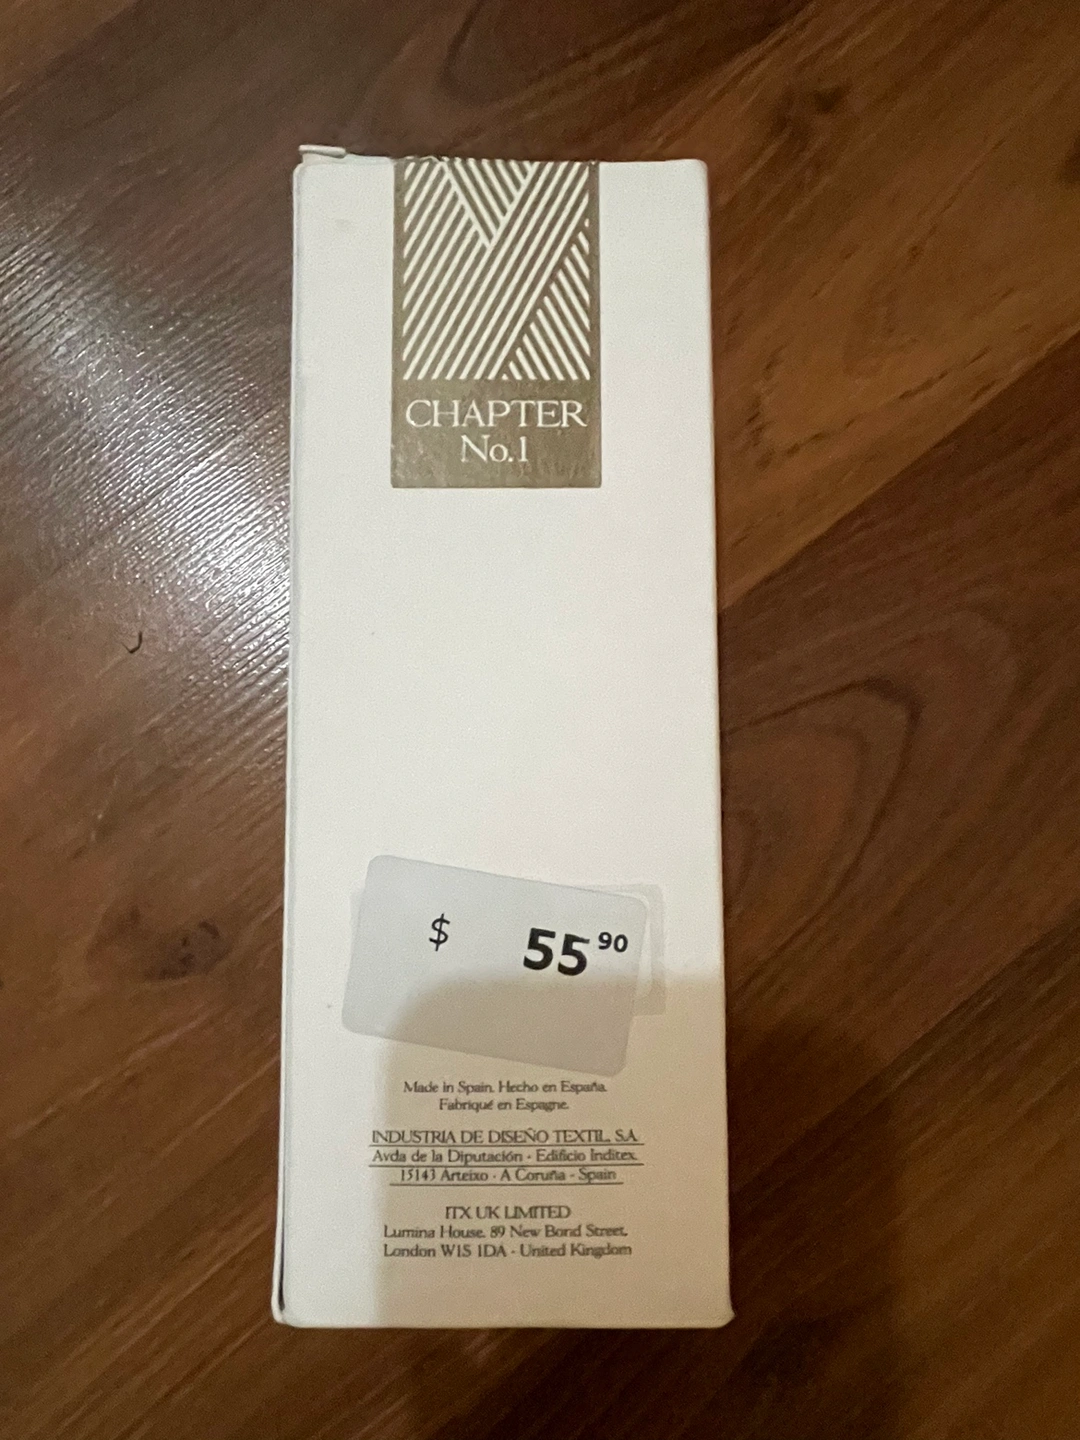 CHAPTER
No.1
$ 55 90
Made in Spain. Hecho en España.
Fabriqué en Espagne.
INDUSTRIA DE DISEÑO TEXTIL, S.A.
Avda de la Diputación - Edificio Inditex.
15143 Arteixo - A Coruña - Spain
ITX UK LIMITED
Lumina House. 89 New Bond Street,
London W1S 1DA - United Kingdom